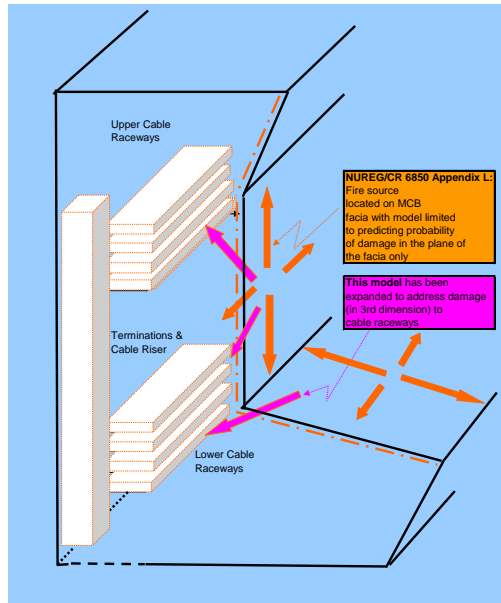 Upper Cable
Raceways
NUREG/CR 6850 Appendix L:
Fire source
located on MCB
facia with model limited
to predicting probability
of damage in the plane of
the facia only
This model has been
expanded to address damage
(in 3rd dimension) to
cable raceways
Terminations &
Cable Riser
Lower Cable
Raceways